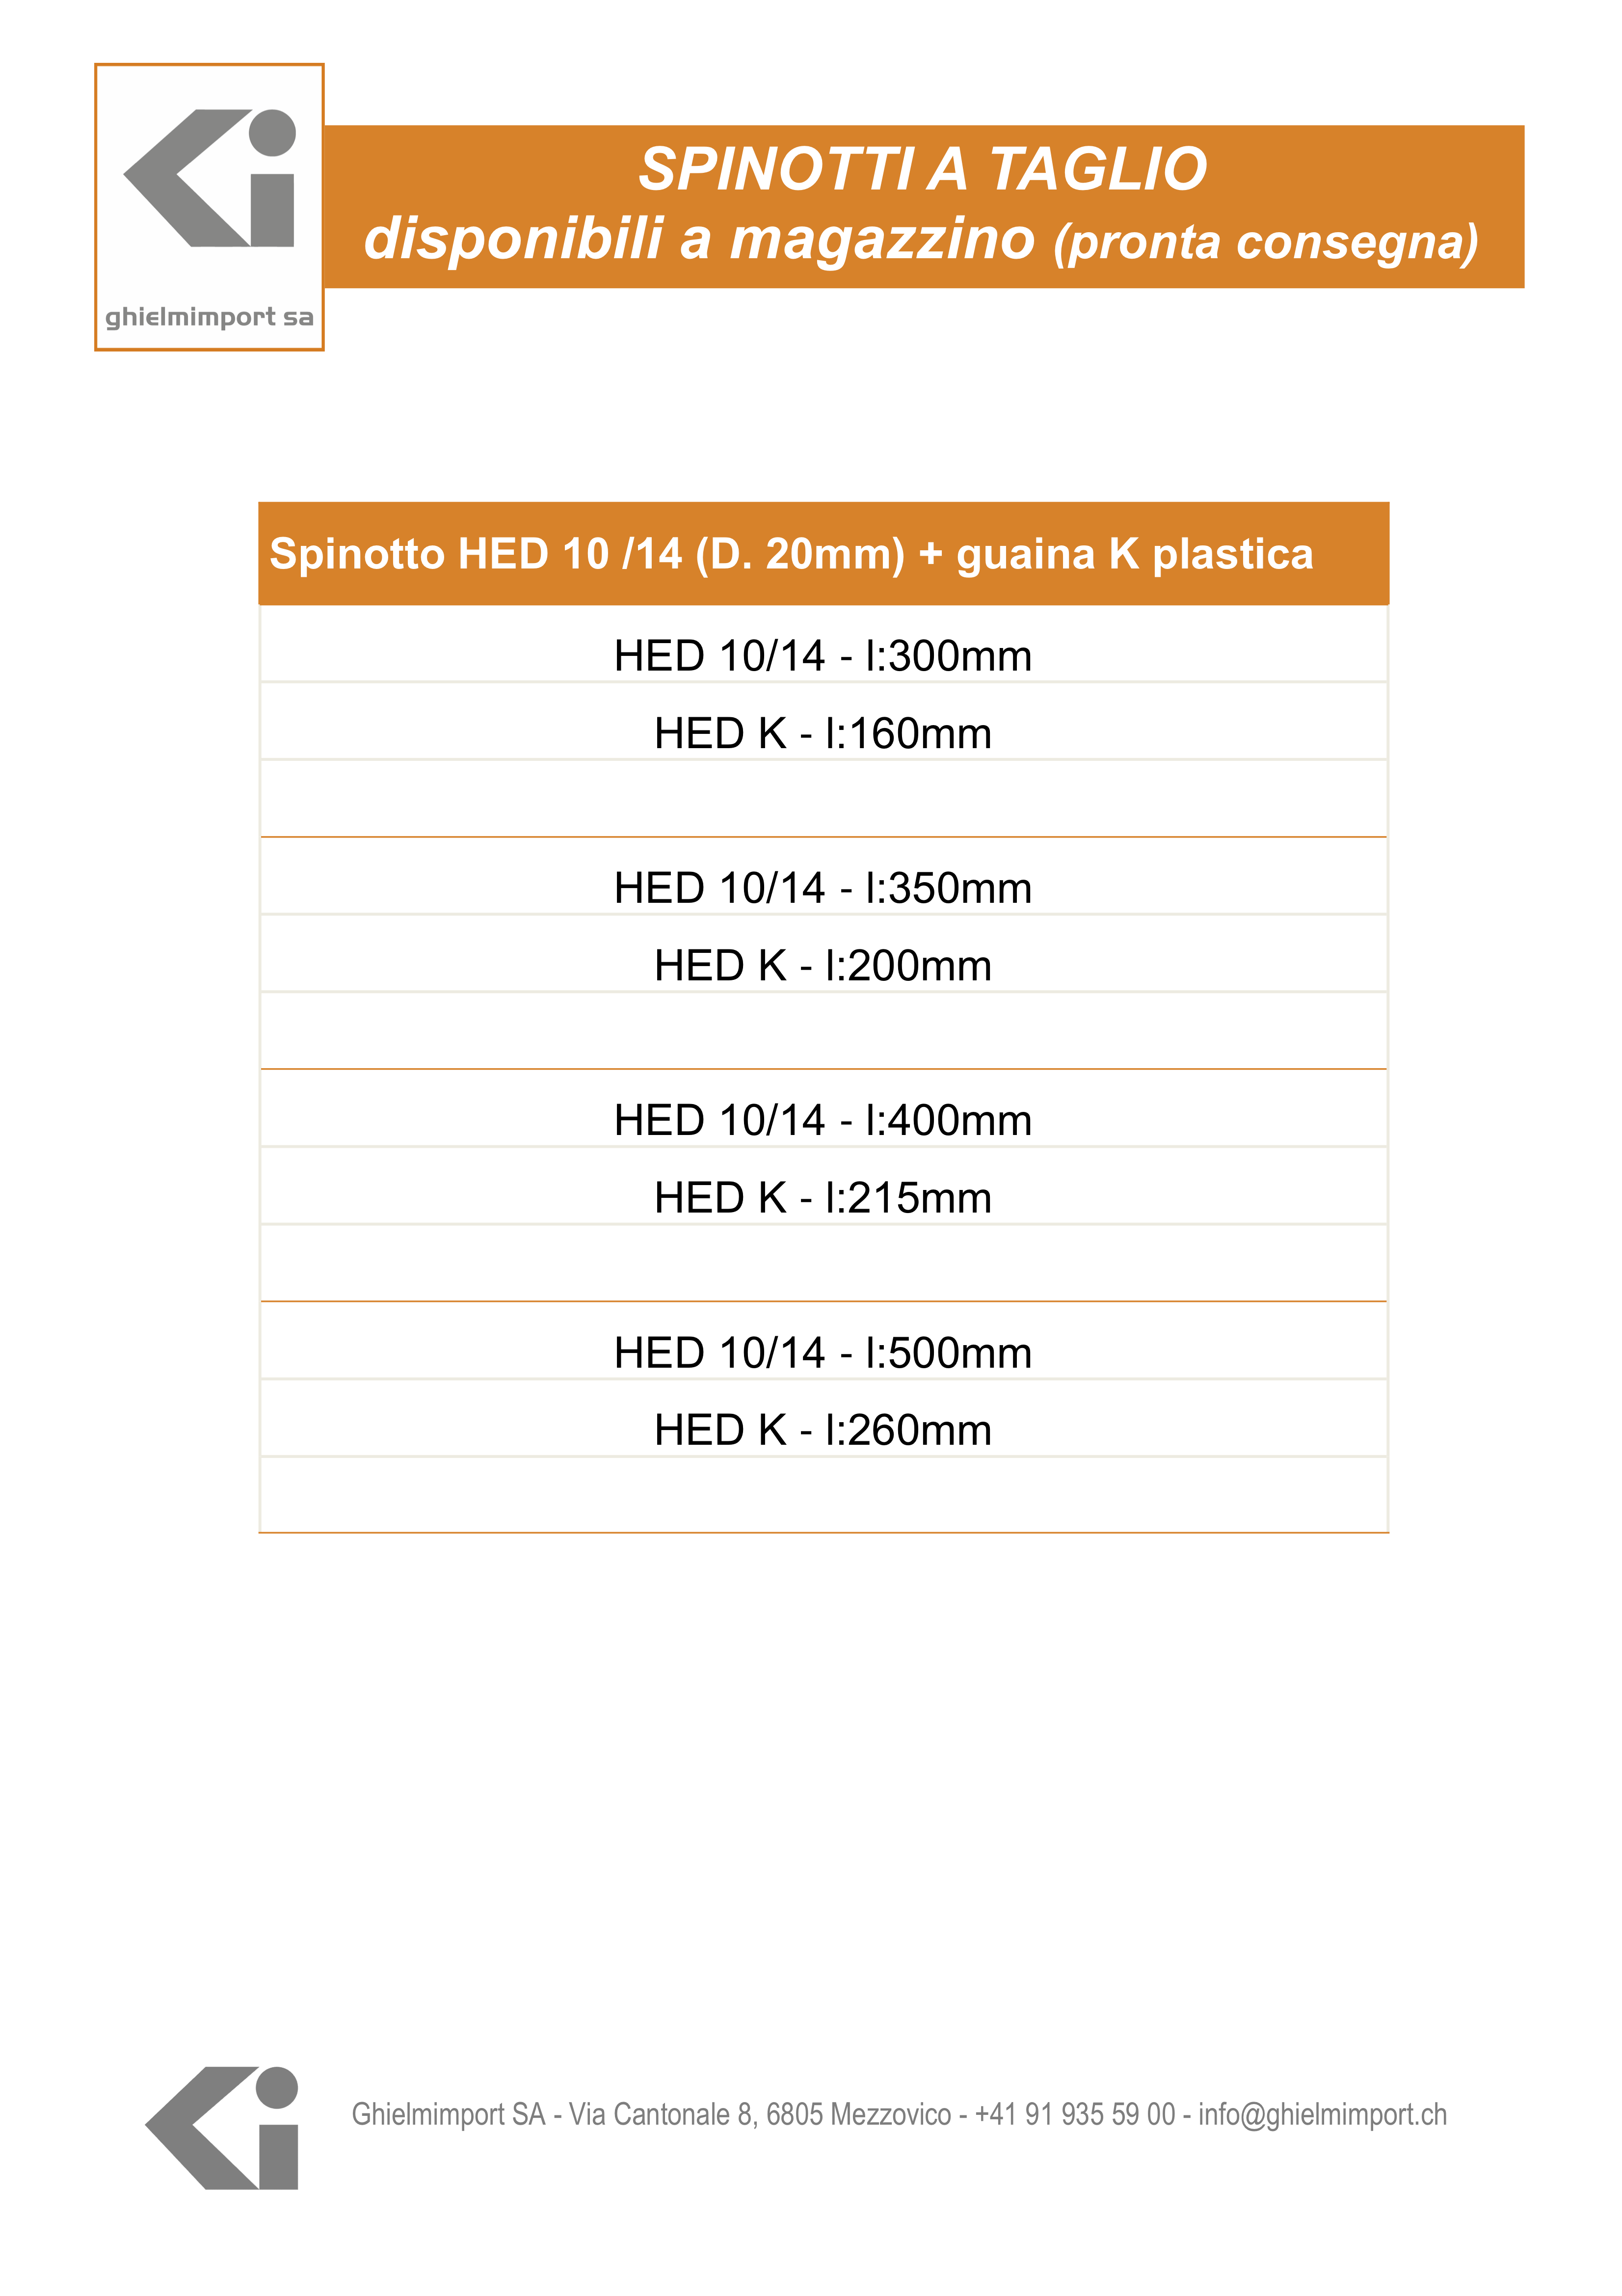 ghielmimport sa
SPINOTTI A TAGLIO
disponibili a magazzino (pronta consegna)
Spinotto HED 10 /14 (D. 20mm) + guaina K plastica
HED 10/14 - l:300mm
HED K - l:160mm
HED 10/14 - l:350mm
HED K - l:200mm
HED 10/14 - l:400mm
HED K - l:215mm
HED 10/14 - l:500mm
HED K - l:260mm
Ghielmimport SA - Via Cantonale 8, 6805 Mezzovico - +41 91 935 59 00 - info@ghielmimport.ch